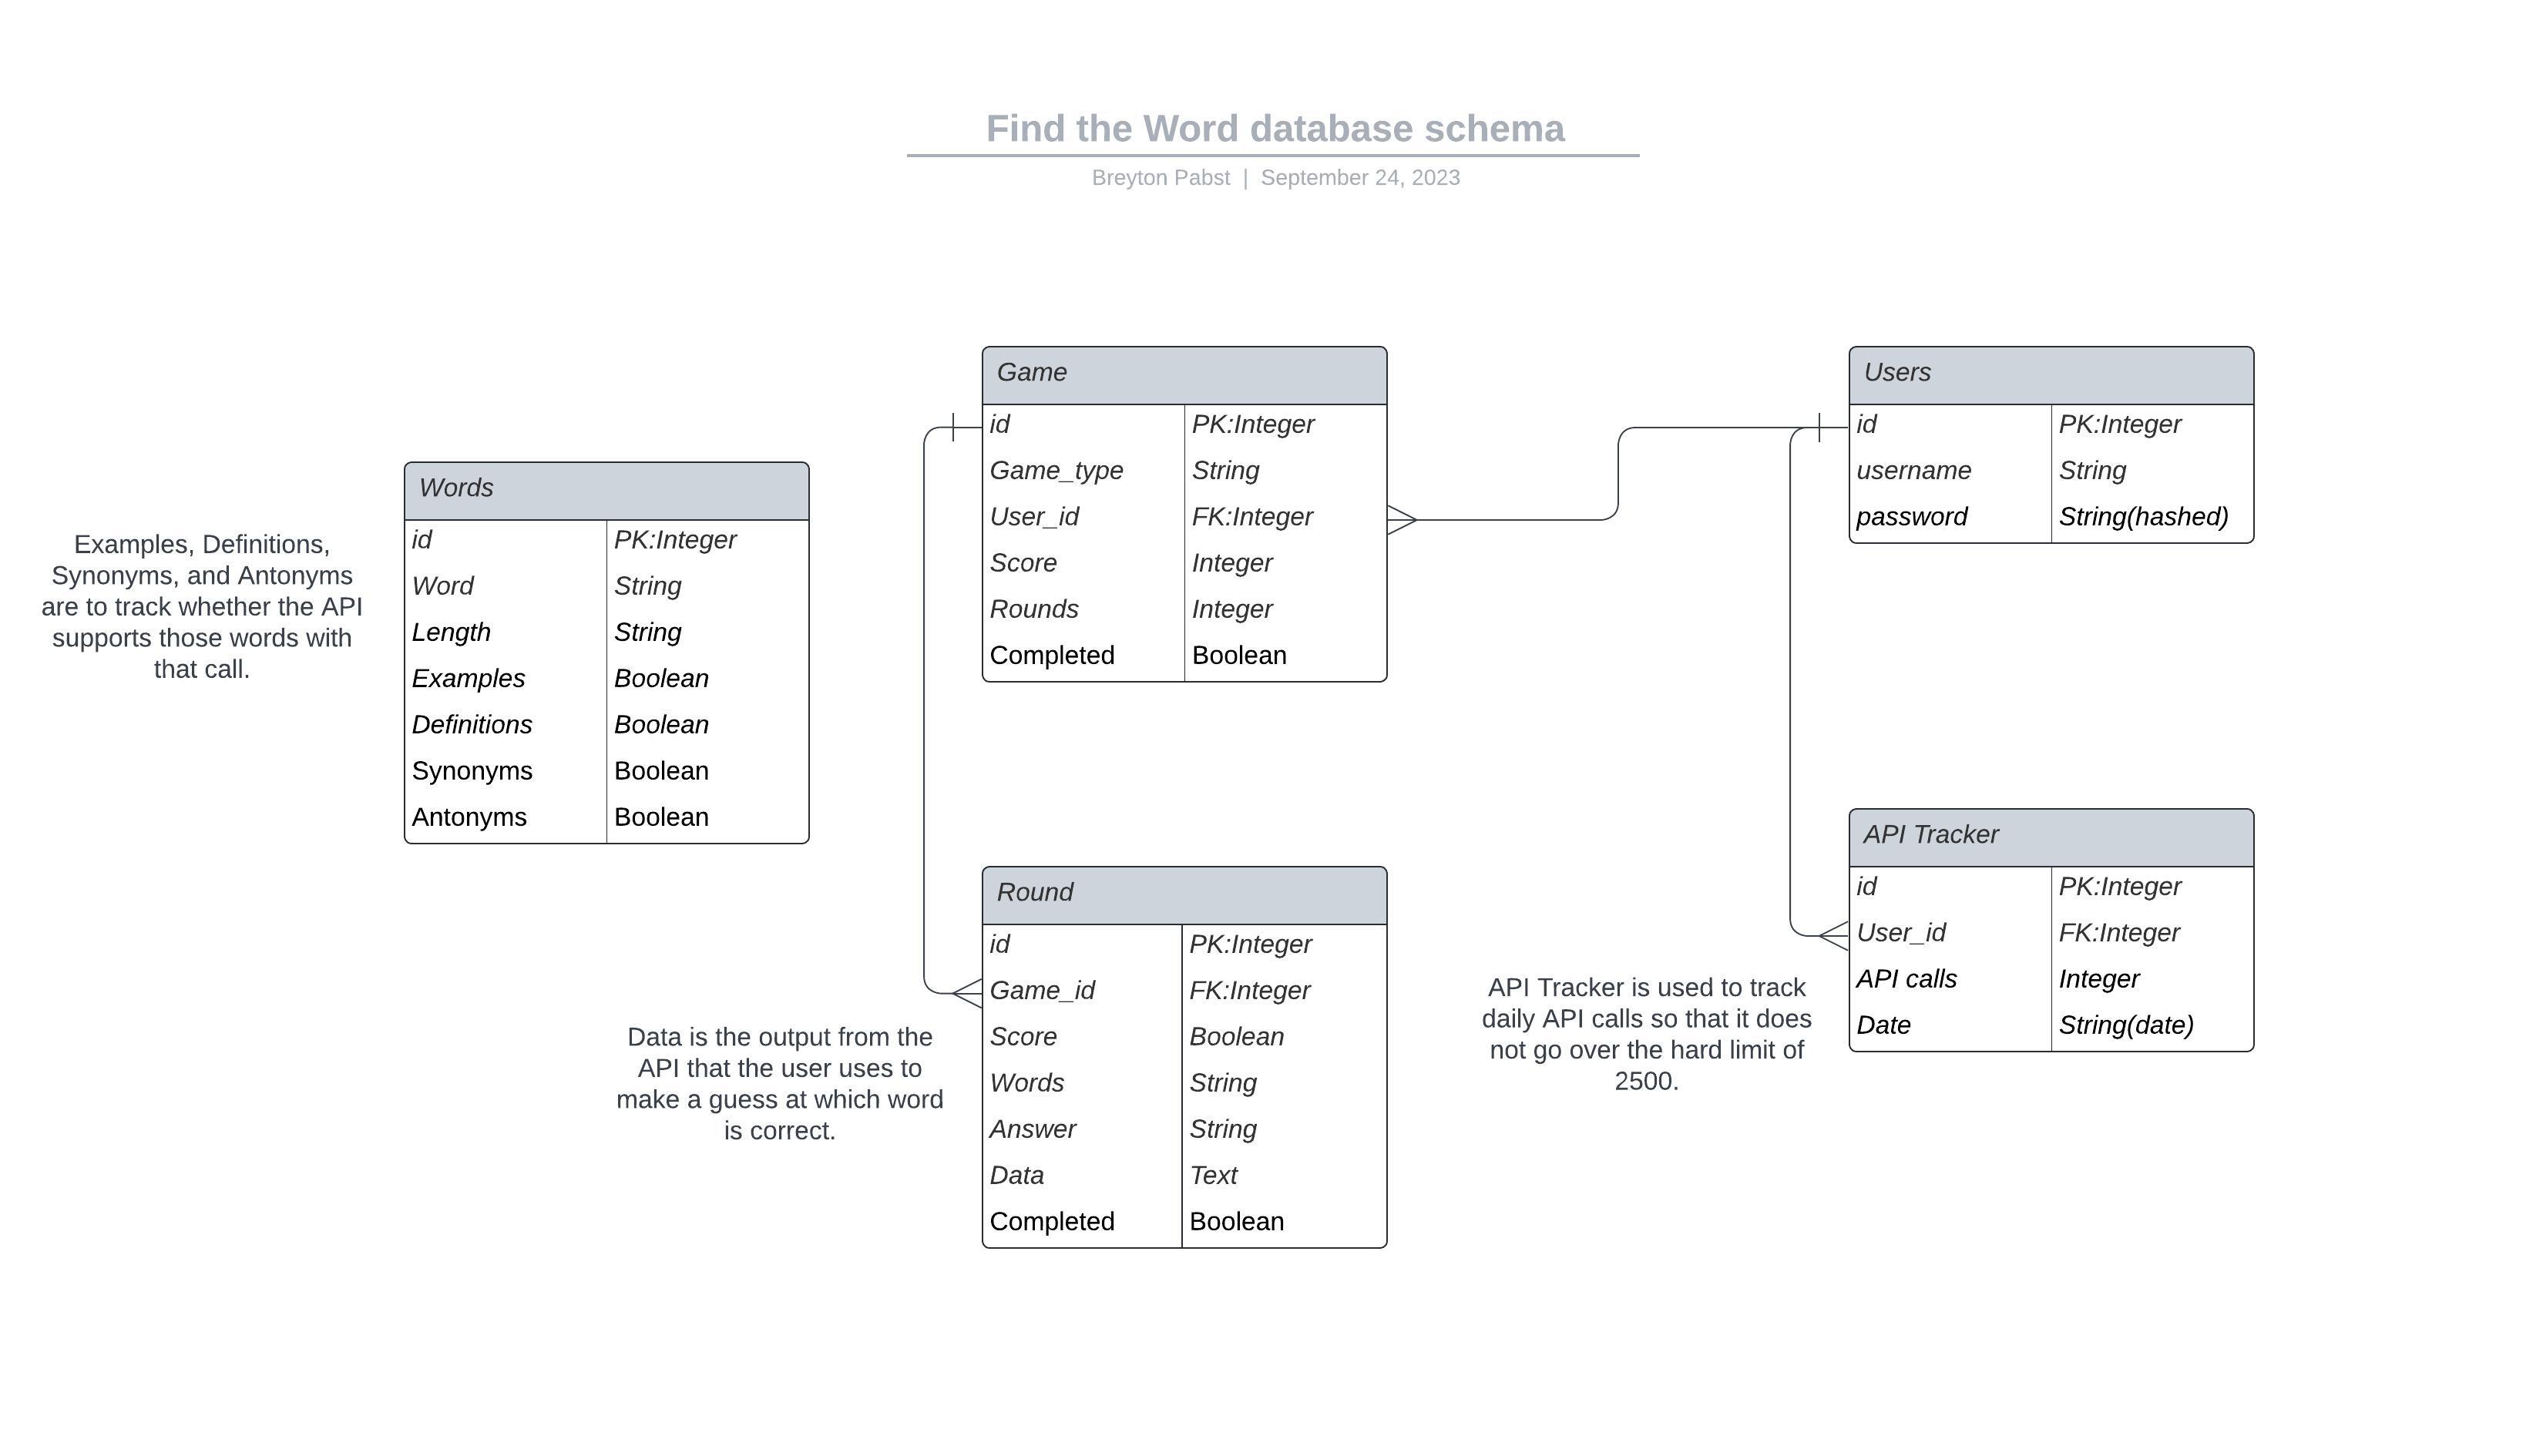 Find the Word database schema
Breyton Pabst | September 24, 2023
Examples, Definitions,
Synonyms, and Antonyms
are to track whether the API
supports those words with
that call.
Words
id PK:Integer
Word String
Length String
Examples Boolean
Definitions Boolean
Synonyms Boolean
Antonyms Boolean
Game
id PK:Integer
Game_type String
User_id FK:Integer
Score Integer
Rounds Integer
Completed Boolean
Users
id PK:Integer
username String
password String(hashed)
Data is the output from the
API that the user uses to
make a guess at which word
is correct.
Round
id PK:Integer
Game_id FK:Integer
Score Boolean
Words String
Answer String
Data Text
Completed Boolean
API Tracker is used to track
daily API calls so that it does
not go over the hard limit of
2500.
API Tracker
id PK:Integer
User_id FK:Integer
API calls Integer
Date String(date)